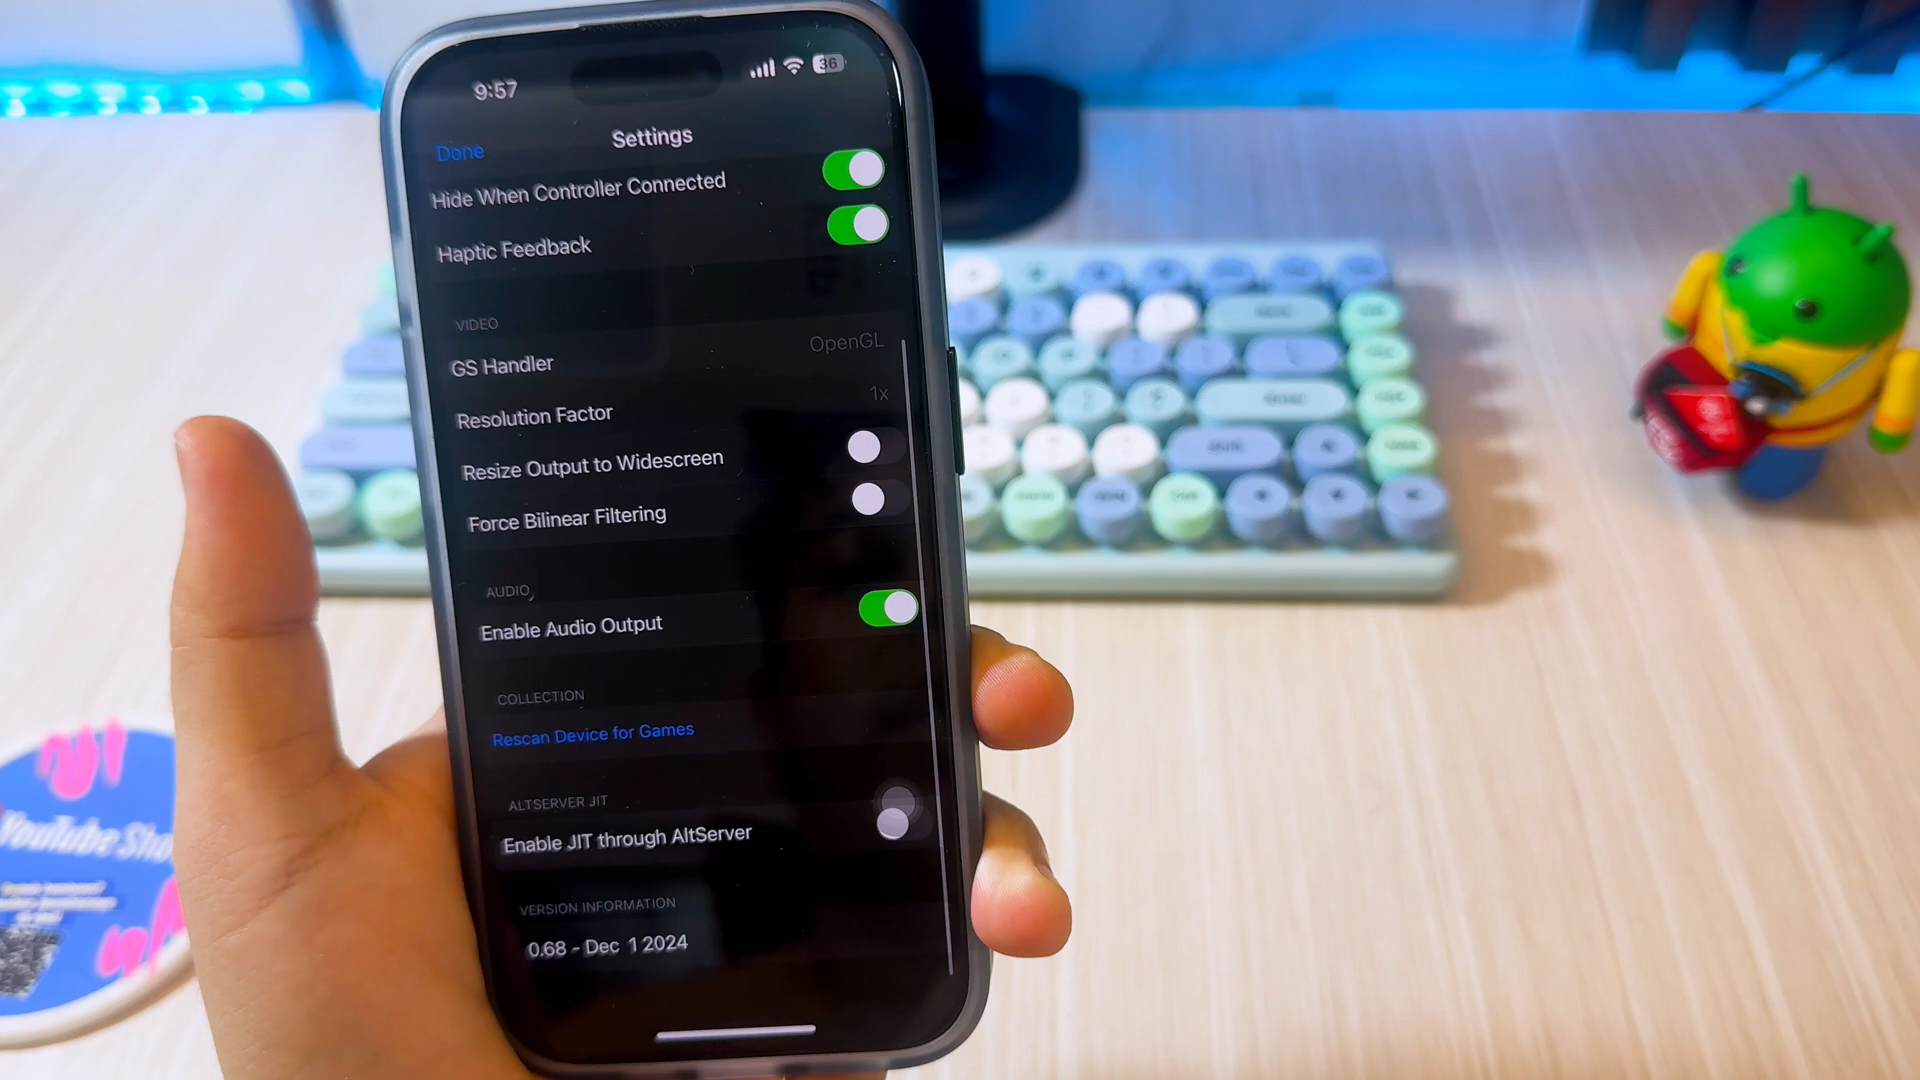 9:57
36
Done
Settings
Hide When Controller Connected
Haptic Feedback
VIDEO
GS Handler
OpenGL
Resolution Factor
1x
Resize Output to Widescreen
Force Bilinear Filtering
AUDIO
Enable Audio Output
COLLECTION
Rescan Device for Games
ALTSERVER JIT
Enable JIT through AltServer
VERSION INFORMATION
0.68 - Dec 1 2024
YouTube